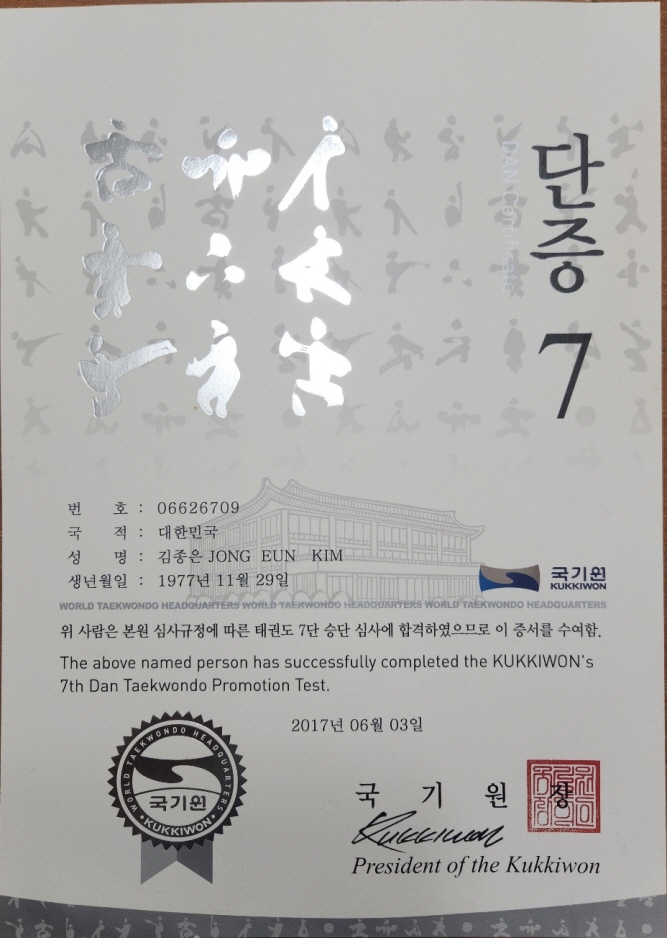 단증
DAN Certificate
7
번 호 : 06626709
국 적 : 대한민국
성 명 : 김종은 JONG EUN KIM
생년월일 : 1977년 11월 29일
국기원
KUKKIWON
WORLD TAEKWONDO HEADQUARTERS WORLD TAEKWONDO HEADQUARTERS WORLD TAEKWONDO HEADQUARTERS
위 사람은 본원 심사규정에 따른 태권도 7단 승단 심사에 합격하였으므로 이 증서를 수여함.
The above named person has successfully completed the KUKKIWON's
7th Dan Taekwondo Promotion Test.
2017년 06월 03일
WORLD TAEKWONDO HEADQUARTERS
국기원
·KUKKIWON·
국 기 원 장
Kukkiwon
President of the Kukkiwon